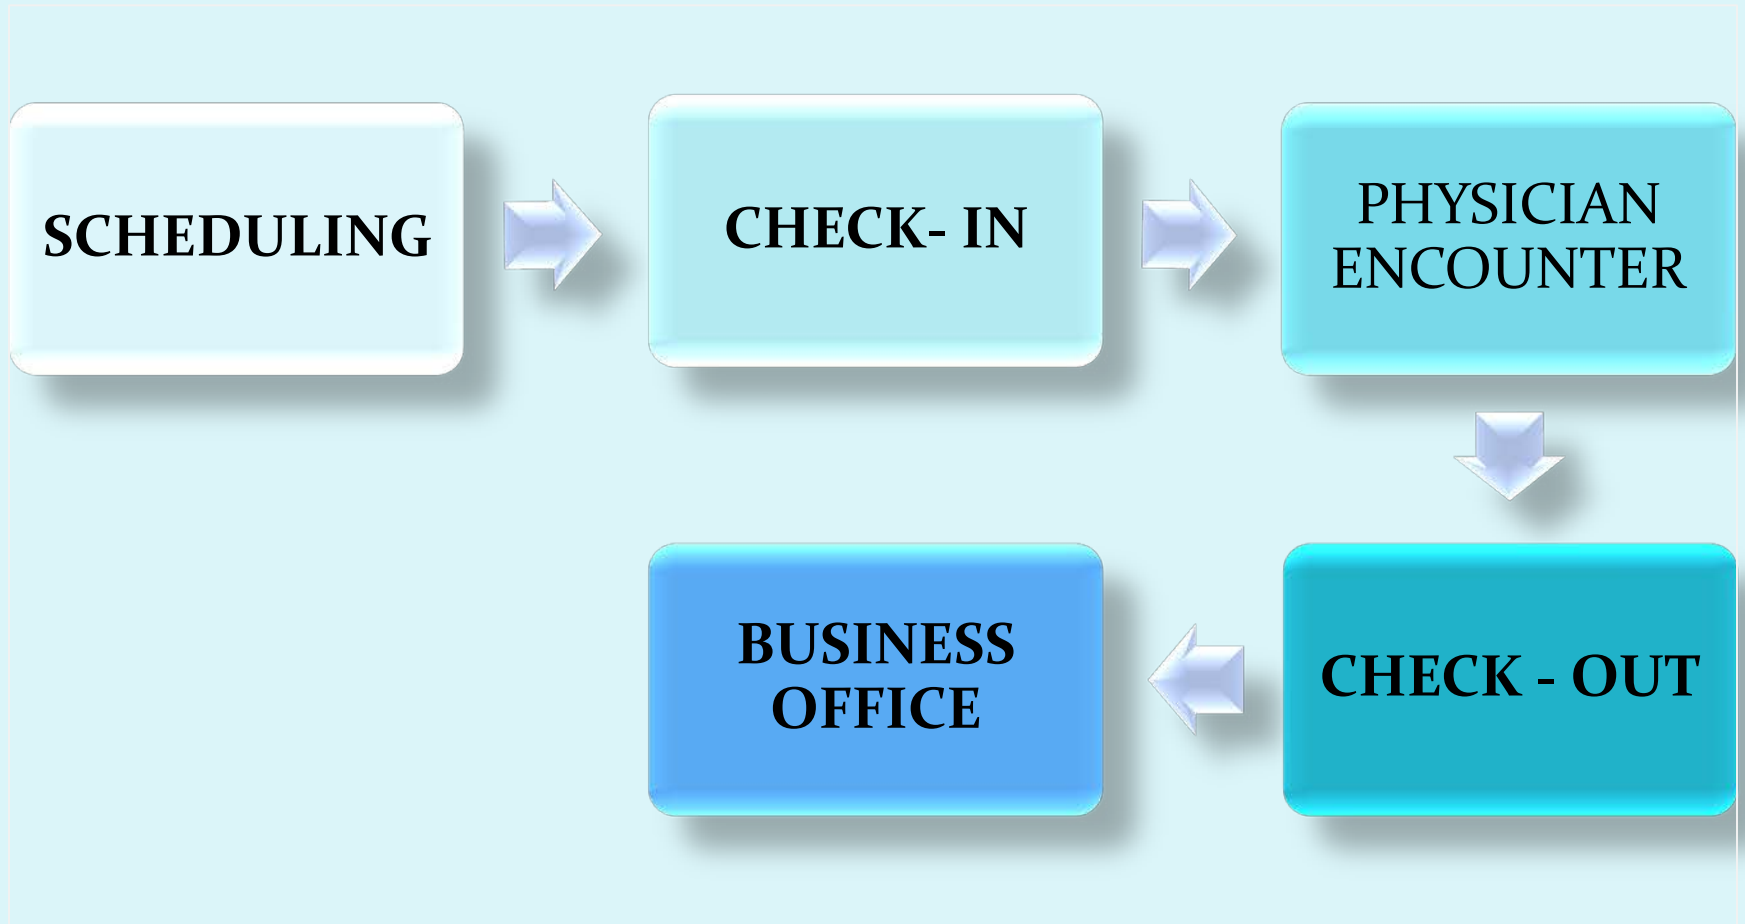 SCHEDULING
CHECK- IN
PHYSICIAN
ENCOUNTER
BUSINESS
OFFICE
CHECK - OUT